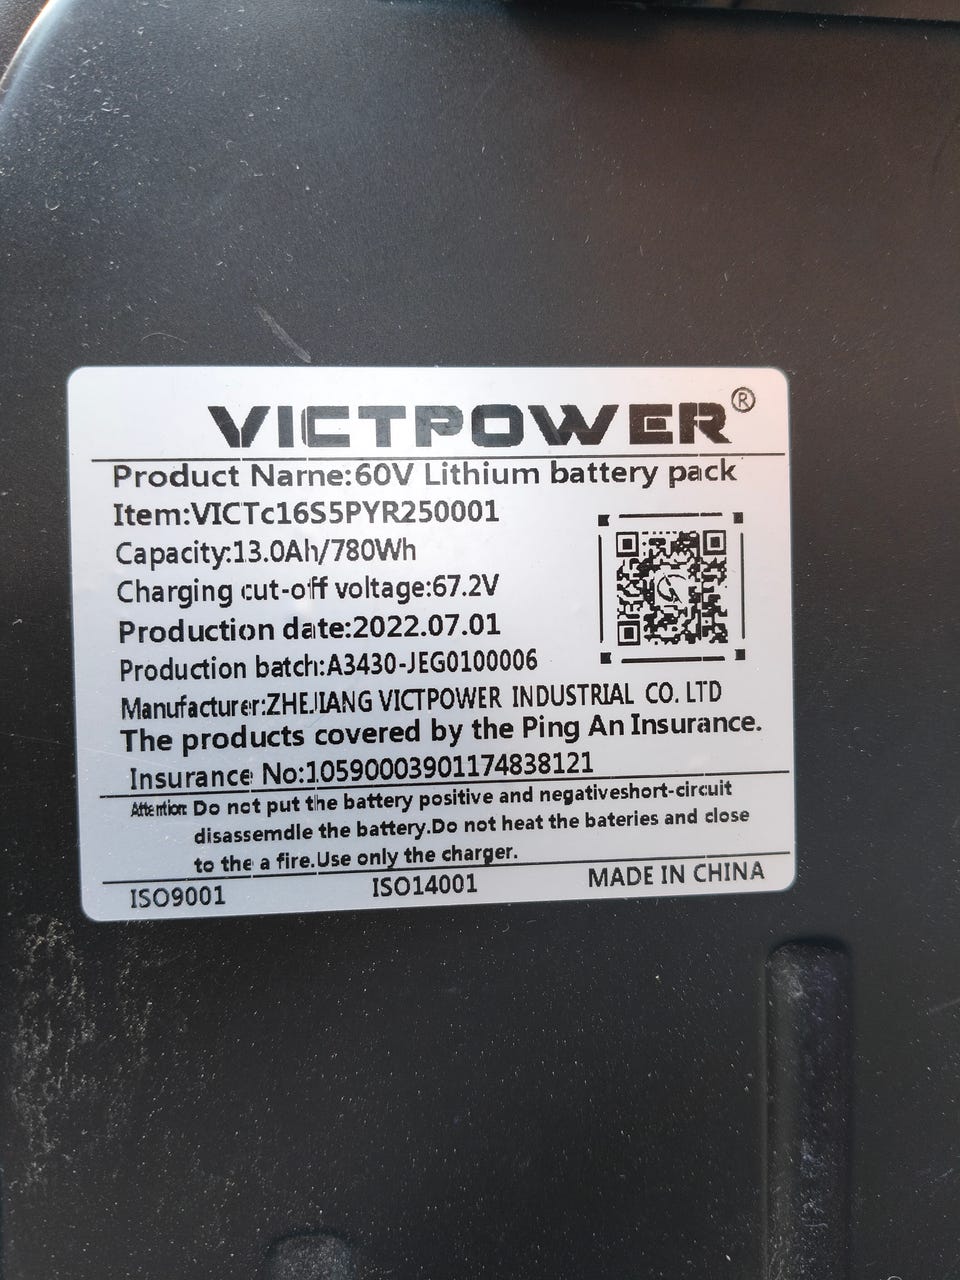 VICTPOWER®
Product Name:60V Lithium battery pack
Item:VICTc16S5PYR250001
Capacity:13.0Ah/780Wh
Charging cut-off voltage:67.2V
Production date:2022.07.01
Production batch:A3430-JEG0100006
Manufacturer:ZHEJIANG VICTPOWER INDUSTRIAL CO. LTD
The products covered by the Ping An Insurance.
Insurance No:10590003901174838121
Attention: Do not put the battery positive and negativeshort-circuit
disassemdle the battery.Do not heat the bateries and close
to the a fire.Use only the charger.
ISO9001 ISO14001 MADE IN CHINA